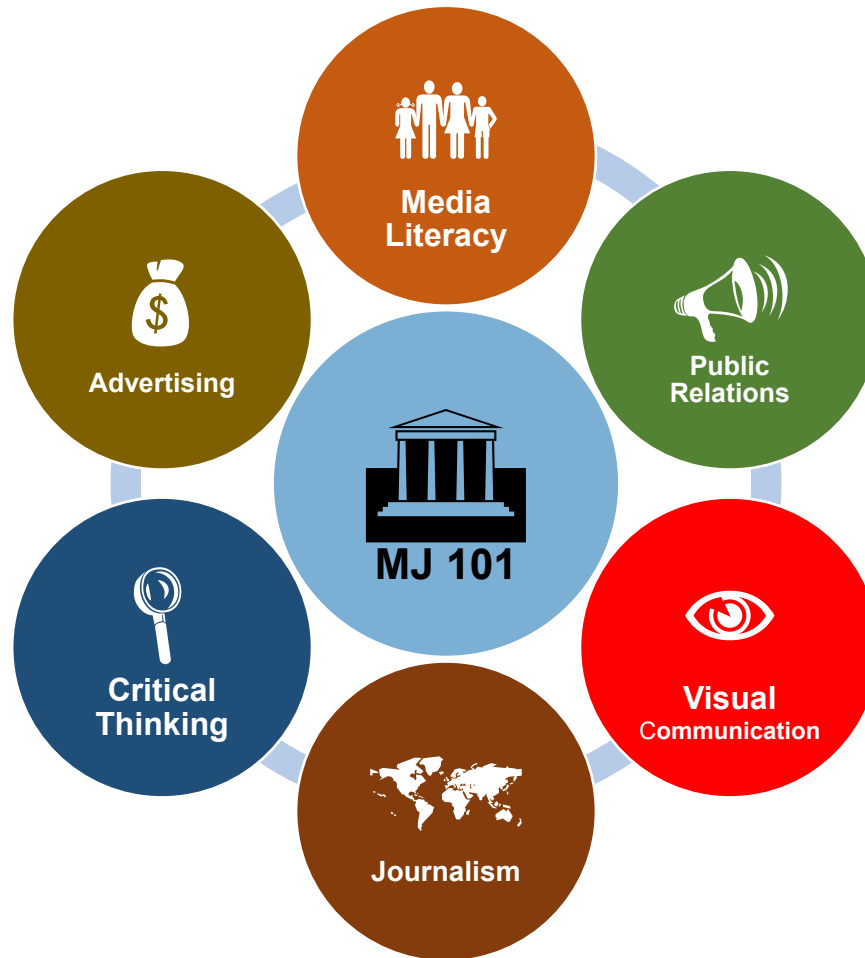 Media
Literacy
Advertising
$
Public
Relations
MJ 101
Critical
Thinking
Visual
Communication
Journalism